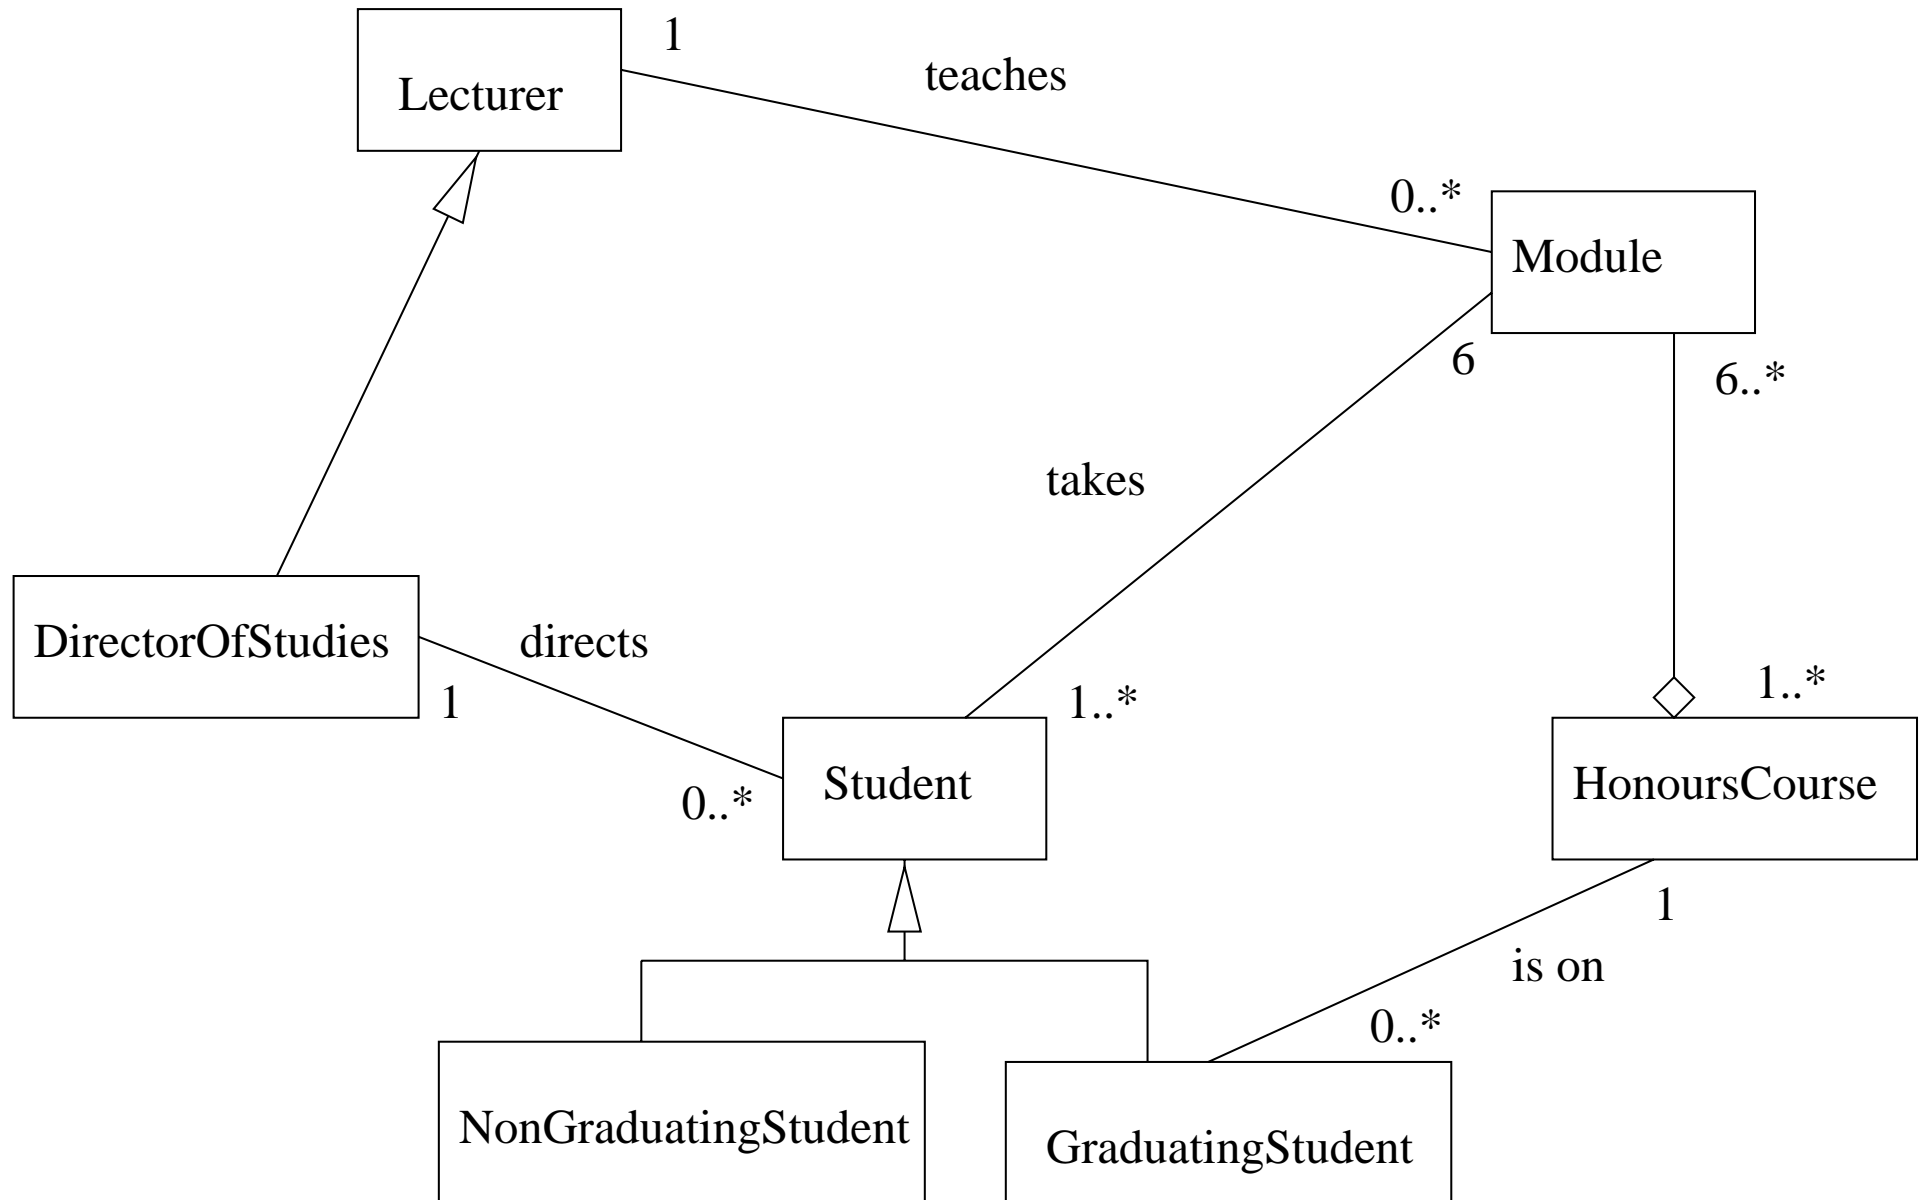 1
teaches
Lecturer
0..*
Module
6
6..*
takes
DirectorOfStudies
directs
1
1..*
1..*
Student
HonoursCourse
0..*
1
is on
0..*
NonGraduatingStudent
GraduatingStudent